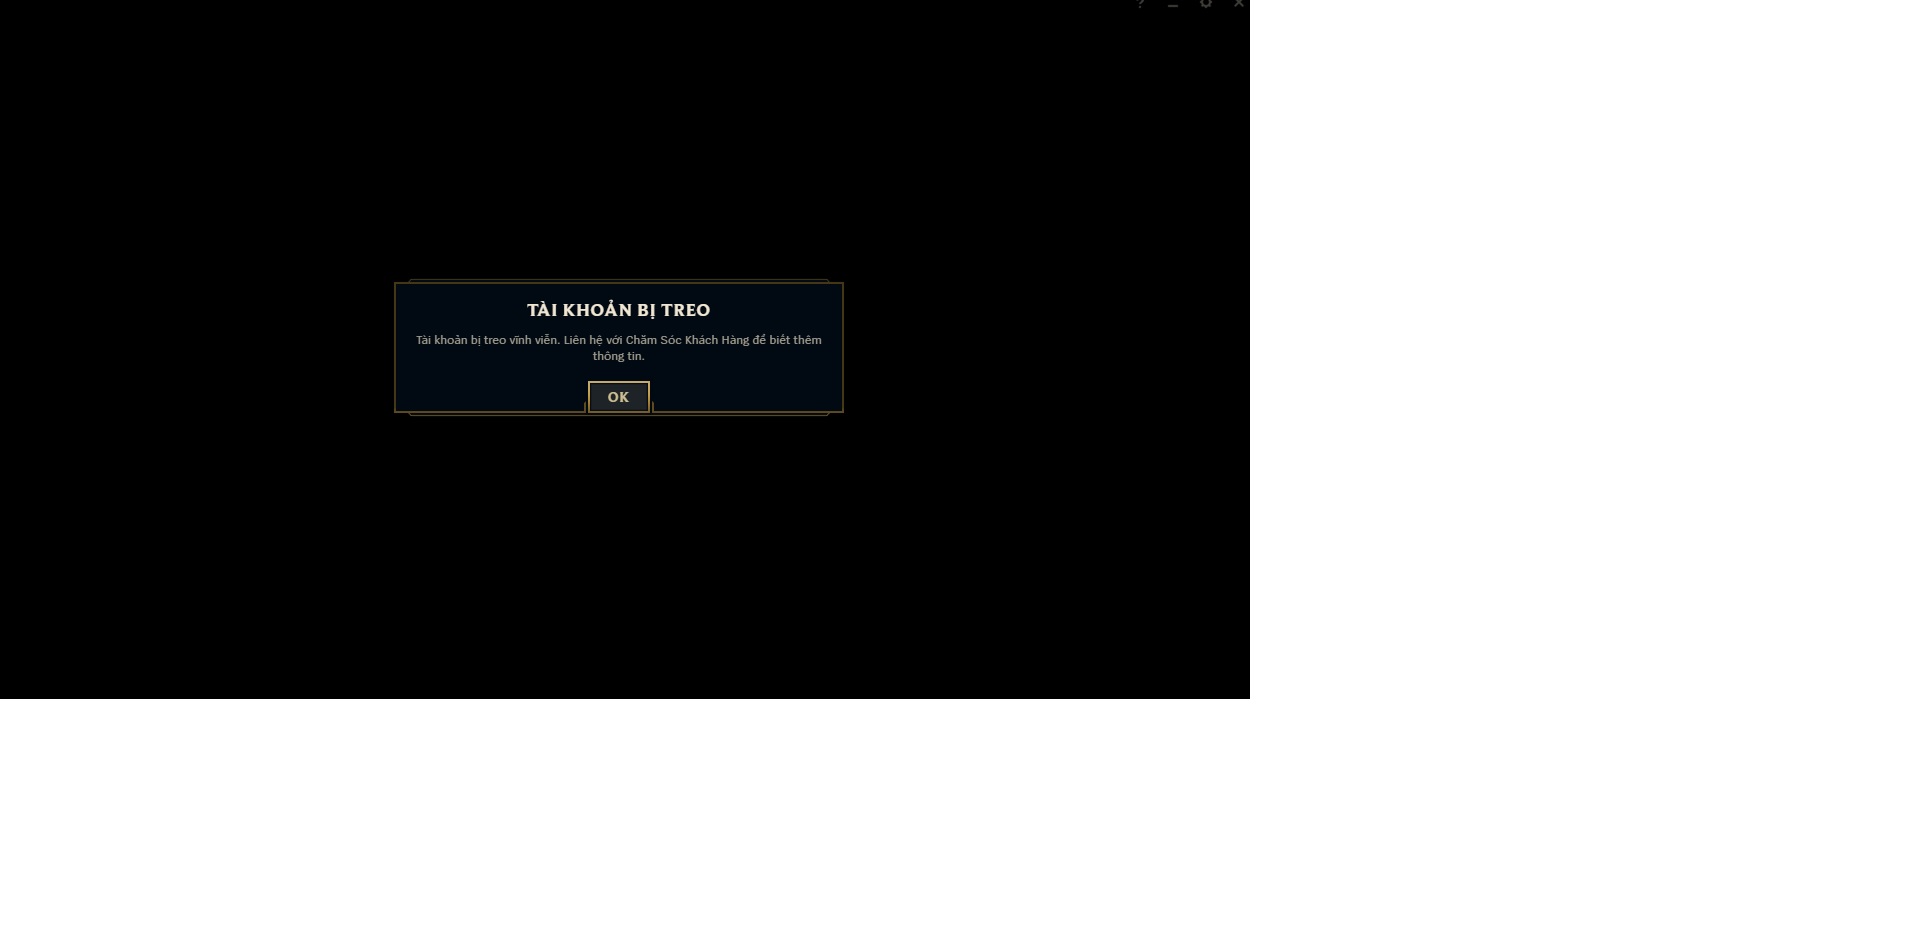 TÀI KHOẢN BỊ TREO
Tài khoản bị treo vĩnh viễn. Liên hệ với Chăm Sóc Khách Hàng để biết thêm
thông tin.
OK